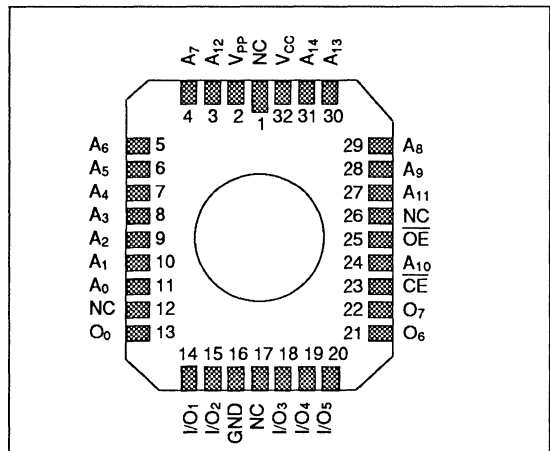 A7 A12 VPP NC VCC A14 A13
4 3 2 1 32 31 30
A6 5 29 A8
A5 6 28 A9
A4 7 27 A11
A3 8 26 NC
A2 9 25 O̅E̅
A1 10 24 A10
A0 11 23 C̅E̅
NC 12 22 O7
O0 13 21 O6
14 15 16 17 18 19 20
I/O1 I/O2 GND NC I/O3 I/O4 I/O5